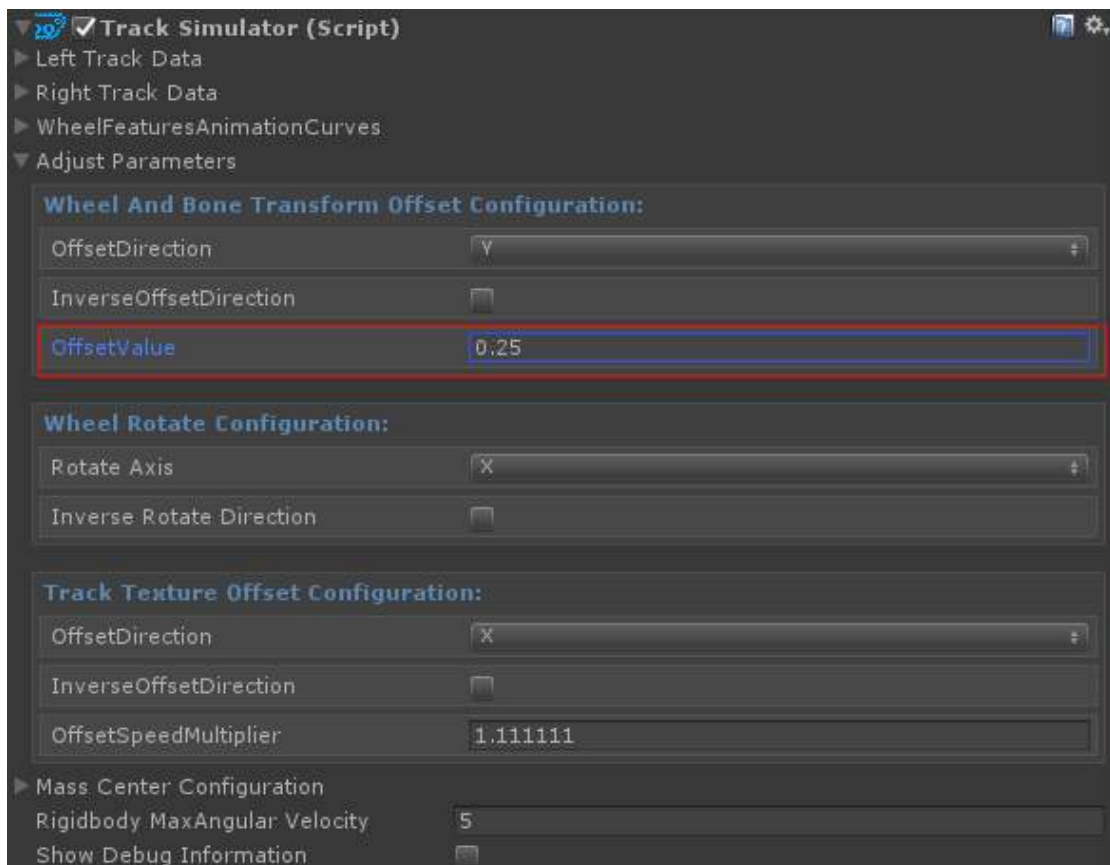 Track Simulator (Script)
Left Track Data
Right Track Data
WheelFeaturesAnimationCurves
Adjust Parameters
Wheel And Bone Transform Offset Configuration:
OffsetDirection Y
InverseOffsetDirection
OffsetValue 0.25
Wheel Rotate Configuration:
Rotate Axis X
Inverse Rotate Direction
Track Texture Offset Configuration:
OffsetDirection X
InverseOffsetDirection
OffsetSpeedMultiplier 1.111111
Mass Center Configuration
Rigidbody MaxAngular Velocity 5
Show Debug Information